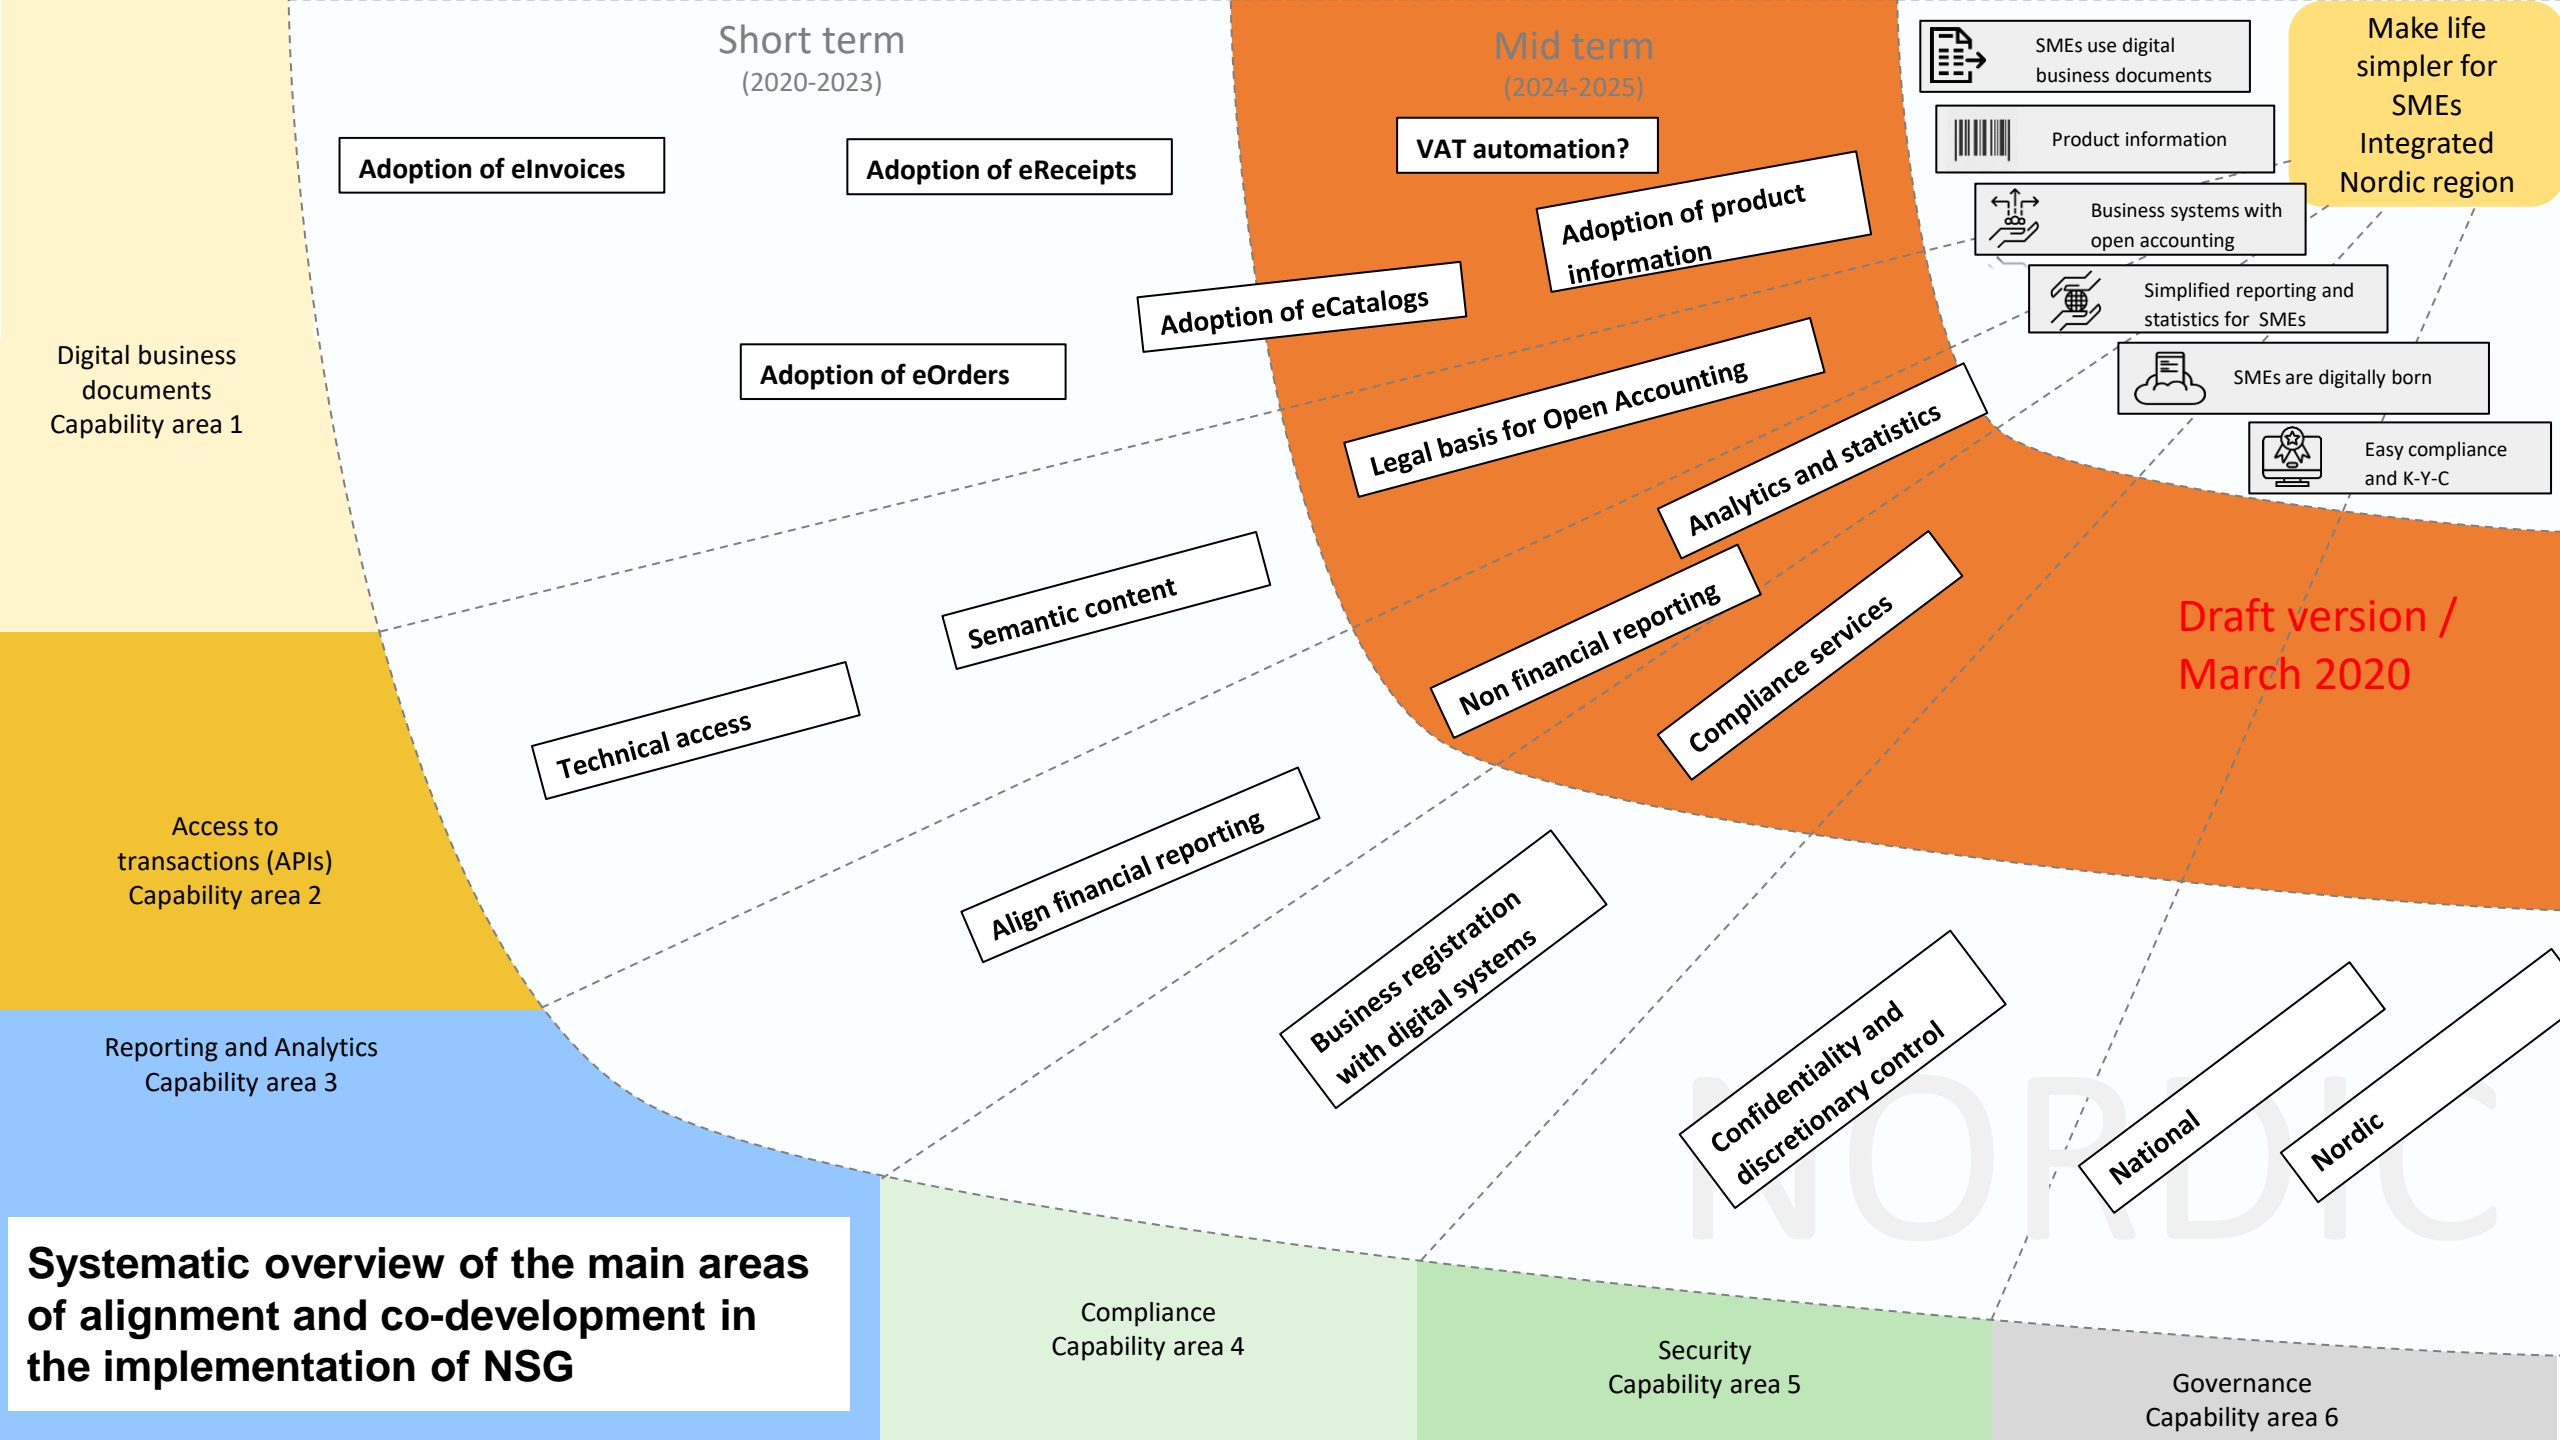 Short term
(2020-2023)
Mid term
(2024-2025)
SMEs use digital
business documents
Product information
Business systems with
open accounting
Simplified reporting and
statistics for SMEs
SMEs are digitally born
Easy compliance
and K-Y-C
Make life
simpler for
SMEs
Integrated
Nordic region
Adoption of eInvoices
Adoption of eReceipts
VAT automation?
Adoption of product
information
Adoption of eCatalogs
Adoption of eOrders
Legal basis for Open Accounting
Analytics and statistics
Semantic content
Technical access
Non financial reporting
Compliance services
Align financial reporting
Business registration
with digital systems
Confidentiality and
discretionary control
National
Nordic
Draft version /
March 2020
NORDIC
Digital business
documents
Capability area 1
Access to
transactions (APIs)
Capability area 2
Reporting and Analytics
Capability area 3
Compliance
Capability area 4
Security
Capability area 5
Governance
Capability area 6
Systematic overview of the main areas
of alignment and co-development in
the implementation of NSG